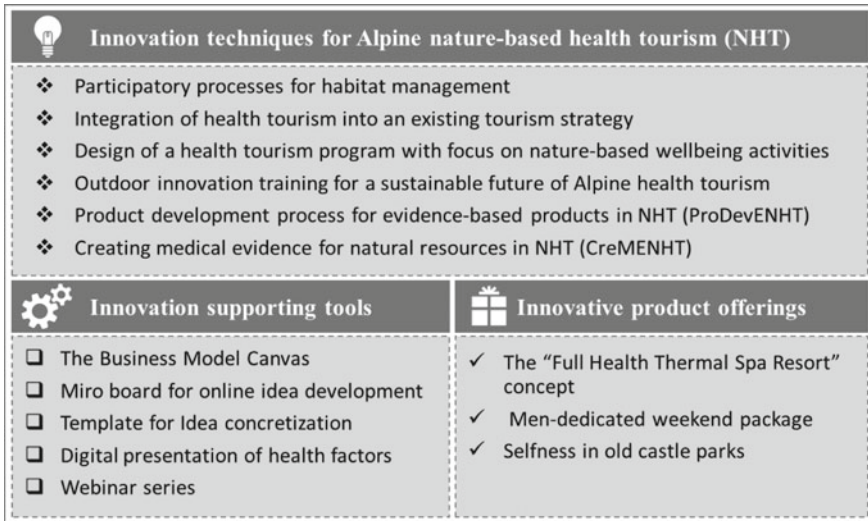 Innovation techniques for Alpine nature-based health tourism (NHT)
❖ Participatory processes for habitat management
❖ Integration of health tourism into an existing tourism strategy
❖ Design of a health tourism program with focus on nature-based wellbeing activities
❖ Outdoor innovation training for a sustainable future of Alpine health tourism
❖ Product development process for evidence-based products in NHT (ProDevENHT)
❖ Creating medical evidence for natural resources in NHT (CreMENHT)
Innovation supporting tools
❑ The Business Model Canvas
❑ Miro board for online idea development
❑ Template for Idea concretization
❑ Digital presentation of health factors
❑ Webinar series
Innovative product offerings
✓ The “Full Health Thermal Spa Resort”
concept
✓ Men-dedicated weekend package
✓ Selfness in old castle parks